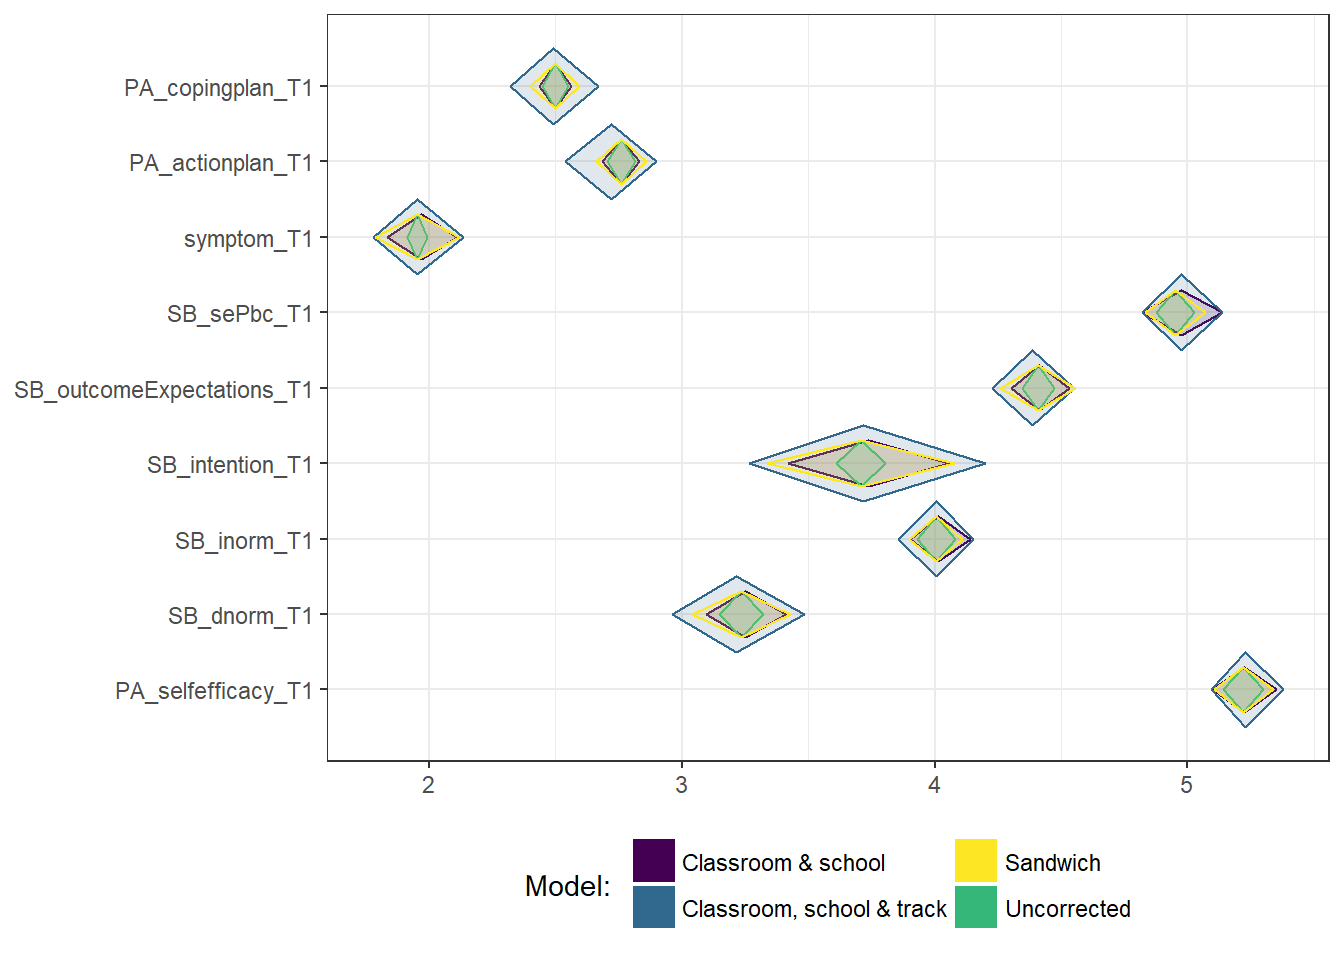 PA_copingplan_T1
PA_actionplan_T1
symptom_T1
SB_sePbc_T1
SB_outcomeExpectations_T1
SB_intention_T1
SB_inorm_T1
SB_dnorm_T1
PA_selfefficacy_T1
2 3 4 5
Model:
Classroom & school
Sandwich
Classroom, school & track
Uncorrected